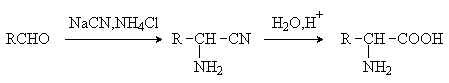 NaCN,NH4Cl H2O,H+
RCHO R–CH–CN R–CH–COOH
NH2 NH2